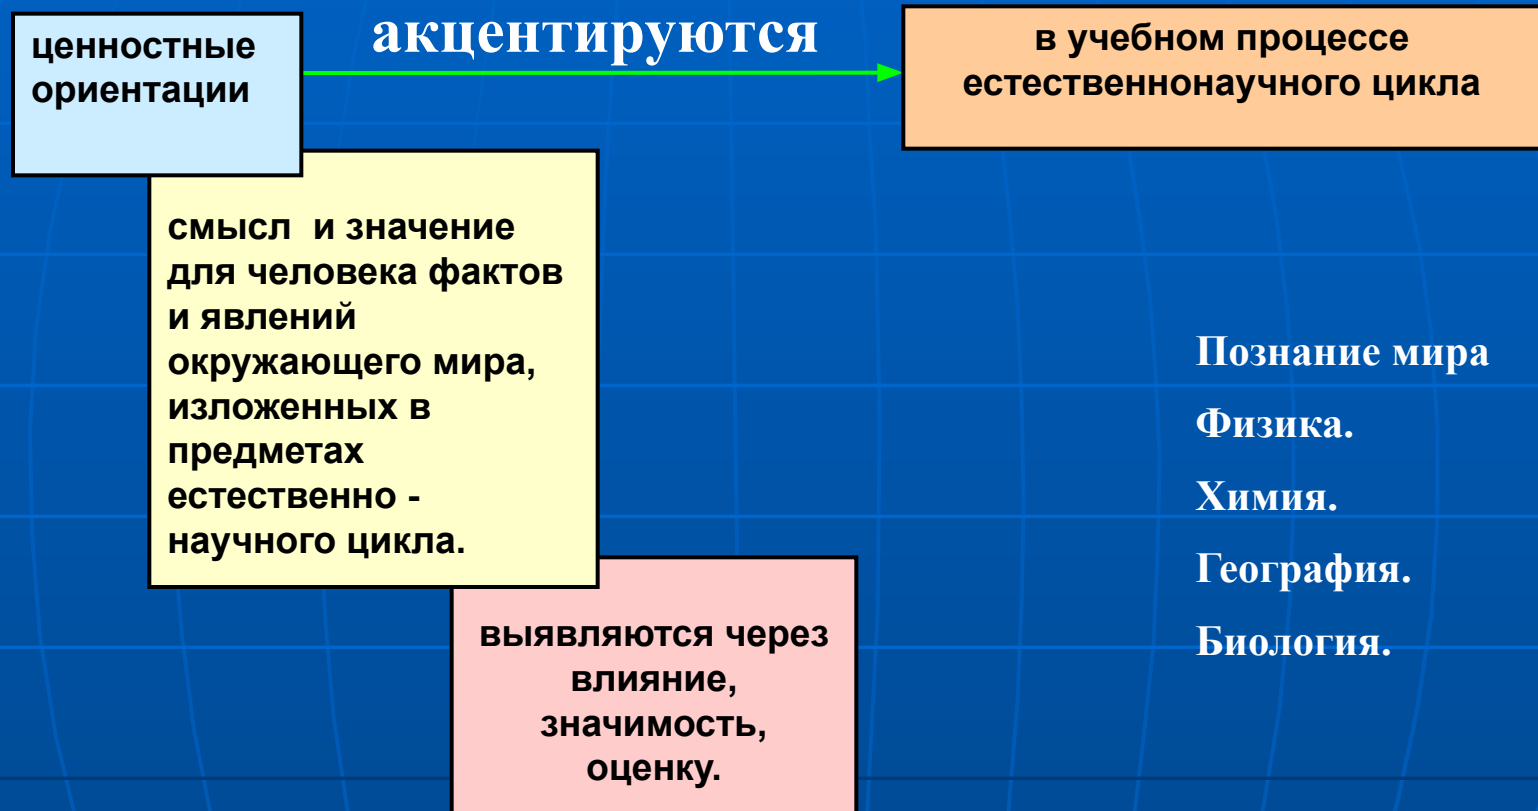 ценностные
ориентации
акцентируются
в учебном процессе
естественнонаучного цикла
смысл и значение
для человека фактов
и явлений
окружающего мира,
изложенных в
предметах
естественно -
научного цикла.
выявляются через
влияние,
значимость,
оценку.
Познание мира
Физика.
Химия.
География.
Биология.